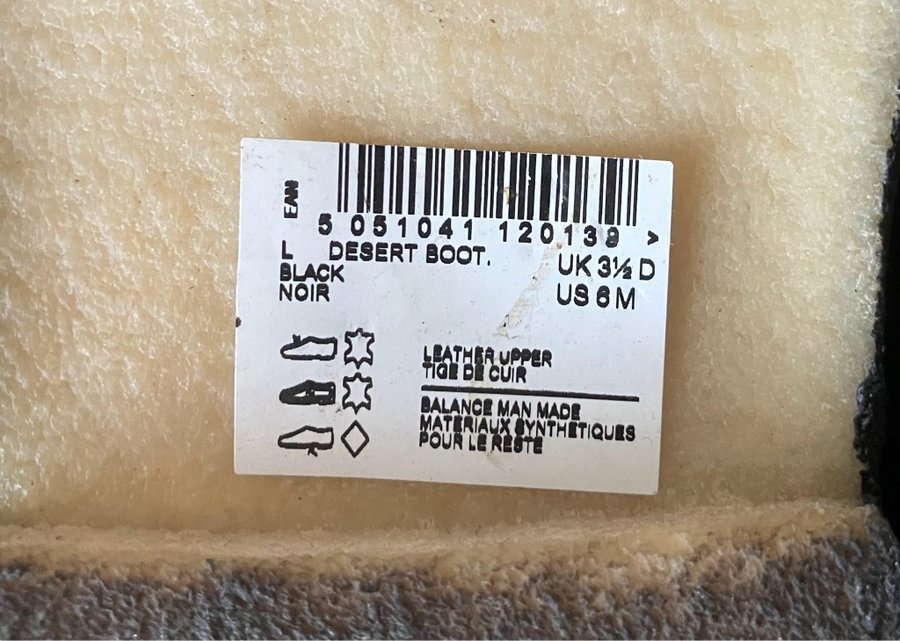 EAN
5 051041 120139 >
L DESERT BOOT. UK 3½ D
BLACK
NOIR US 6 M
LEATHER UPPER
TIGE DE CUIR
BALANCE MAN MADE
MATERIAUX SYNTHETIQUES
POUR LE RESTE